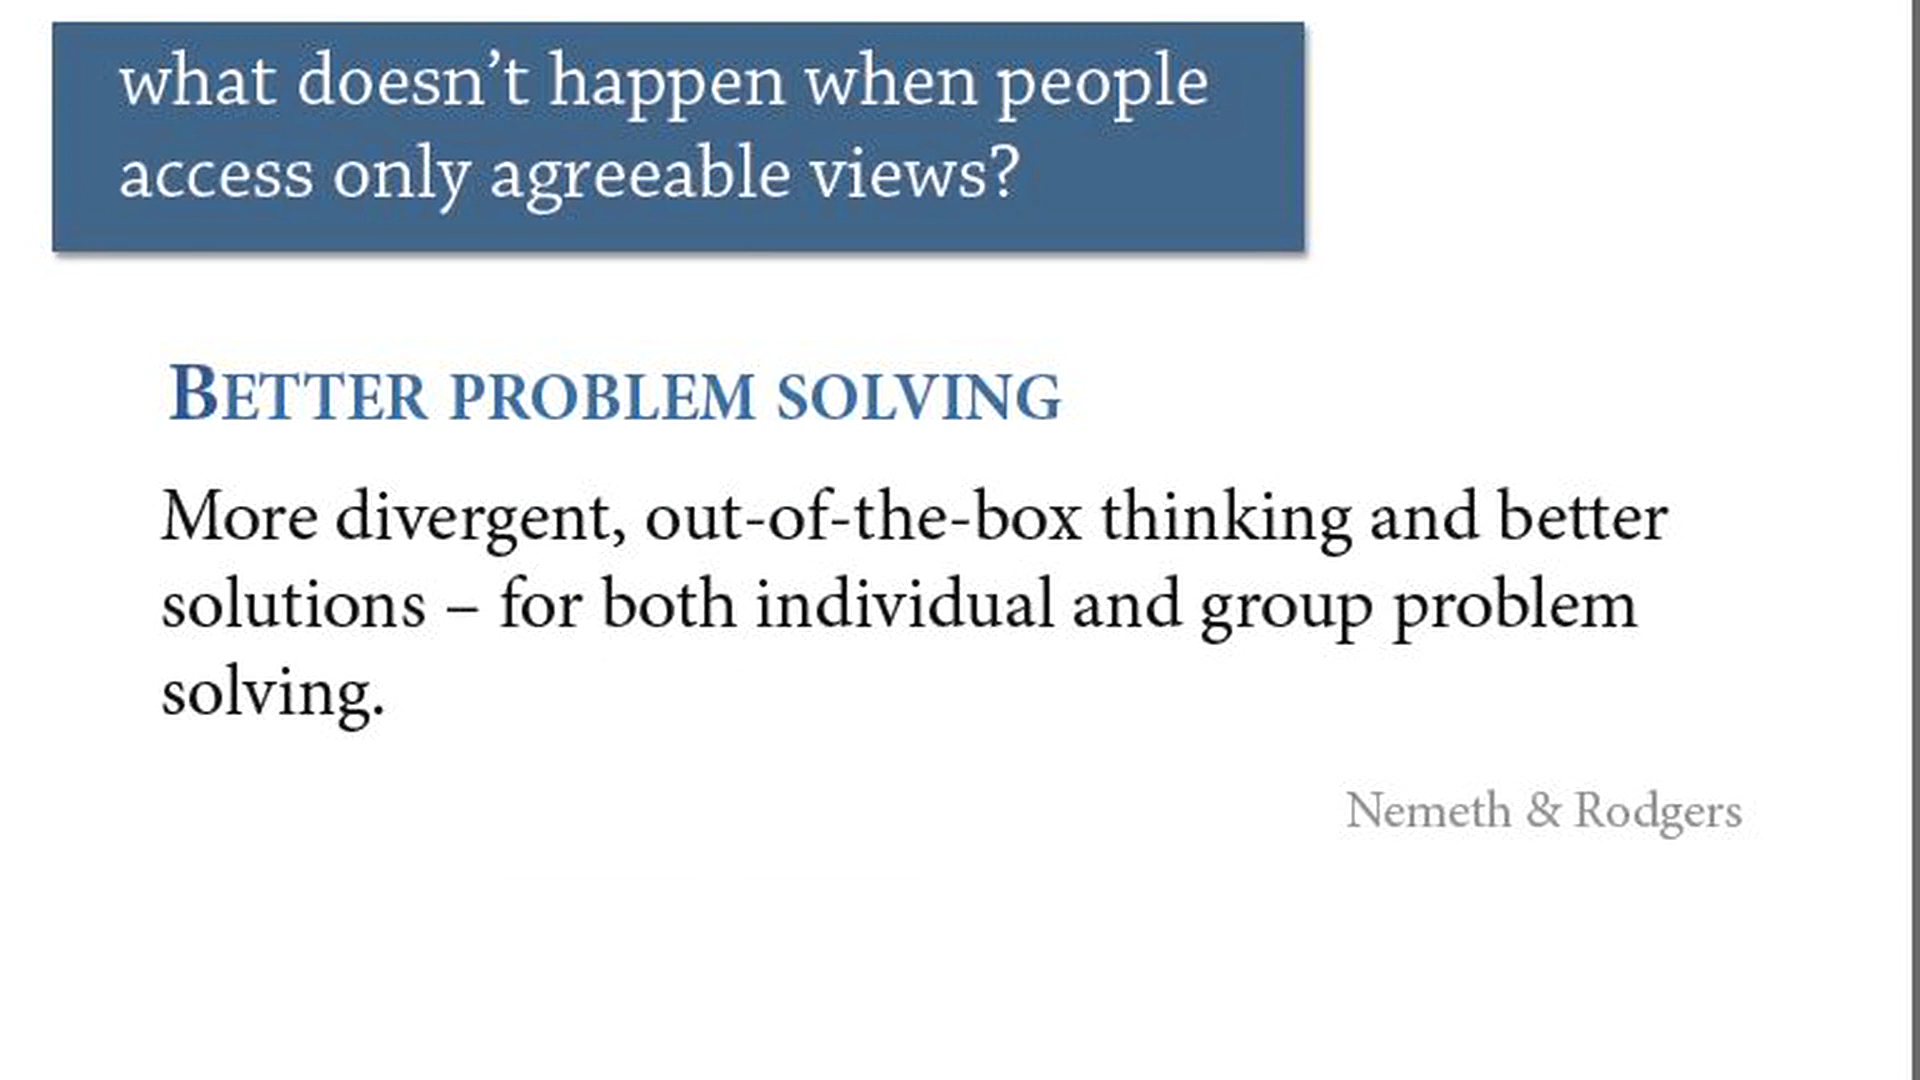 what doesn’t happen when people
access only agreeable views?
Better problem solving
More divergent, out-of-the-box thinking and better
solutions – for both individual and group problem
solving.
Nemeth & Rodgers